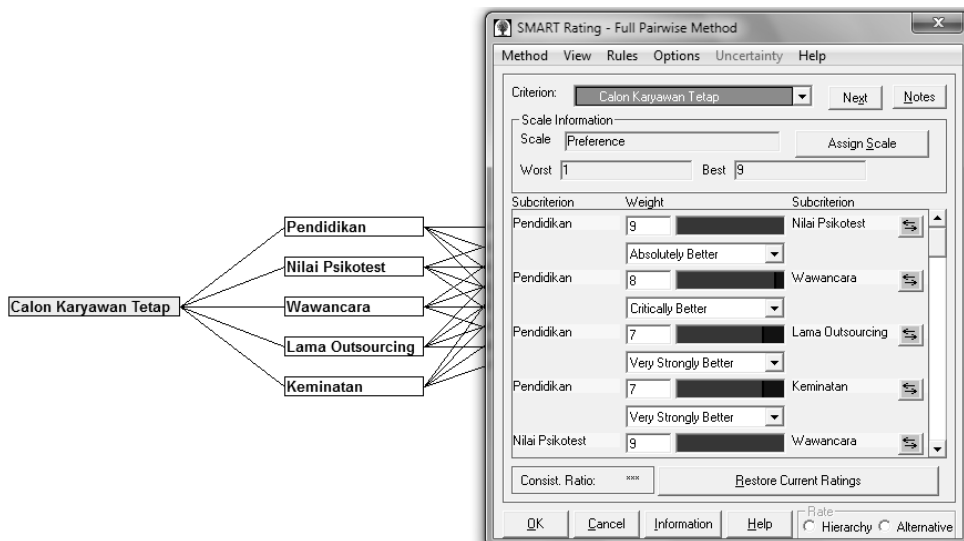 Calon Karyawan Tetap
Pendidikan
Nilai Psikotest
Wawancara
Lama Outsourcing
Keminatan
SMART Rating - Full Pairwise Method
x
Method View Rules Options Uncertainty Help
Criterion: Calon Karyawan Tetap Next Notes
Scale Information
Scale Preference Assign Scale
Worst 1 Best 9
Subcriterion Weight Subcriterion
Pendidikan 9 Nilai Psikotest
Absolutely Better
Pendidikan 8 Wawancara
Critically Better
Pendidikan 7 Lama Outsourcing
Very Strongly Better
Pendidikan 7 Keminatan
Very Strongly Better
Nilai Psikotest 9 Wawancara
Consist. Ratio: *** Restore Current Ratings
OK Cancel Information Help
Rate
Hierarchy Alternative